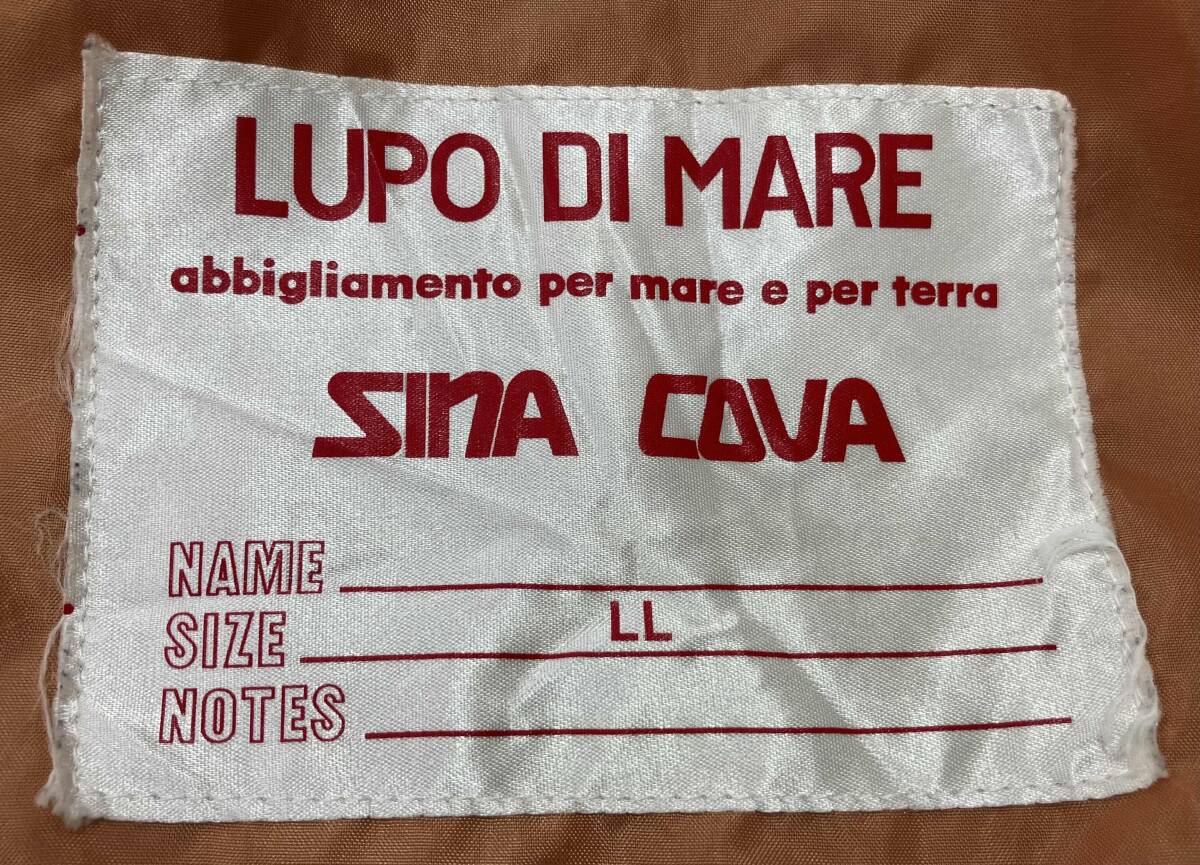 LUPO DI MARE
abbigliamento per mare e per terra
SINA COVA
NAME
SIZE LL
NOTES